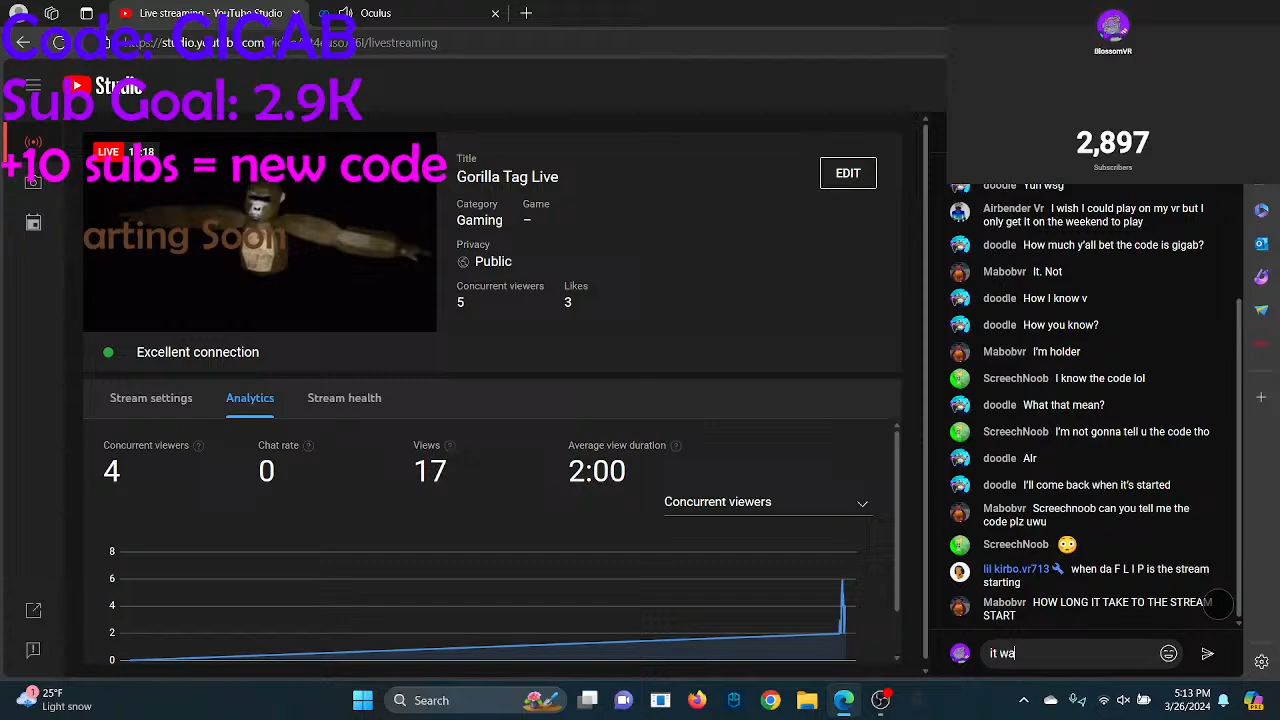 Live streaming - YouTube Studio
Oculus
Code: GIGAB
livestreaming
BlossomVR
Studio
Sub Goal: 2.9K
2,897
Subscribers
LIVE
+10 subs = new code
arting Soon
Title
Gorilla Tag Live
EDIT
Category
Game
Gaming
–
Privacy
Public
Concurrent viewers
Likes
5
3
Excellent connection
Stream settings
Analytics
Stream health
Concurrent viewers
Chat rate
Views
Average view duration
4
0
17
2:00
Concurrent viewers
8
6
4
2
0
doodle Yuh wsg
Airbender Vr I wish I could play on my vr but I
only get it on the weekend to play
doodle How much y'all bet the code is gigab?
Mabobvr It. Not
doodle How I know v
doodle How you know?
Mabobvr I'm holder
ScreechNoob I know the code lol
doodle What that mean?
ScreechNoob I'm not gonna tell u the code tho
doodle Alr
doodle I'll come back when it's started
Mabobvr Screechnoob can you tell me the
code plz uwu
ScreechNoob 😳
lil kirbo.vr713 when da F L I P is the stream
starting
Mabobvr HOW LONG IT TAKE TO THE STREAM
START
it wa
1
25°F
Light snow
Search
5:13 PM
3/26/2024